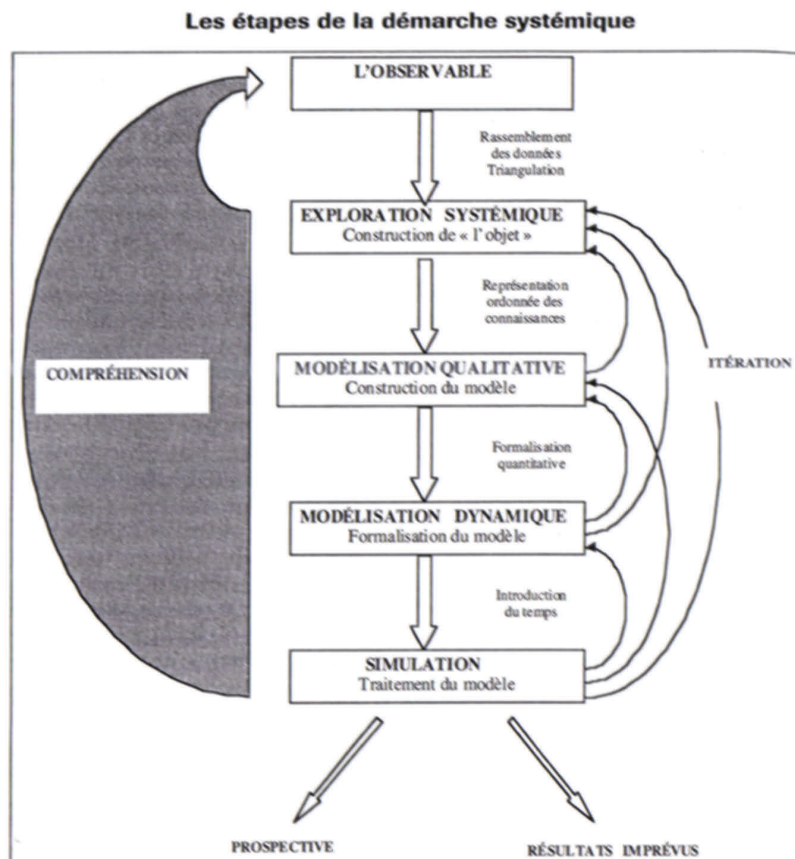 Les étapes de la démarche systémique
L'OBSERVABLE
Rassemblement
des données
Triangulation
EXPLORATION SYSTÉMIQUE
Construction de « l'objet »
Représentation
ordonnée des
connaissances
COMPRÉHENSION
MODÉLISATION QUALITATIVE
Construction du modèle
ITÉRATION
Formalisation
quantitative
MODÉLISATION DYNAMIQUE
Formalisation du modèle
Introduction
du temps
SIMULATION
Traitement du modèle
PROSPECTIVE
RÉSULTATS IMPRÉVUS